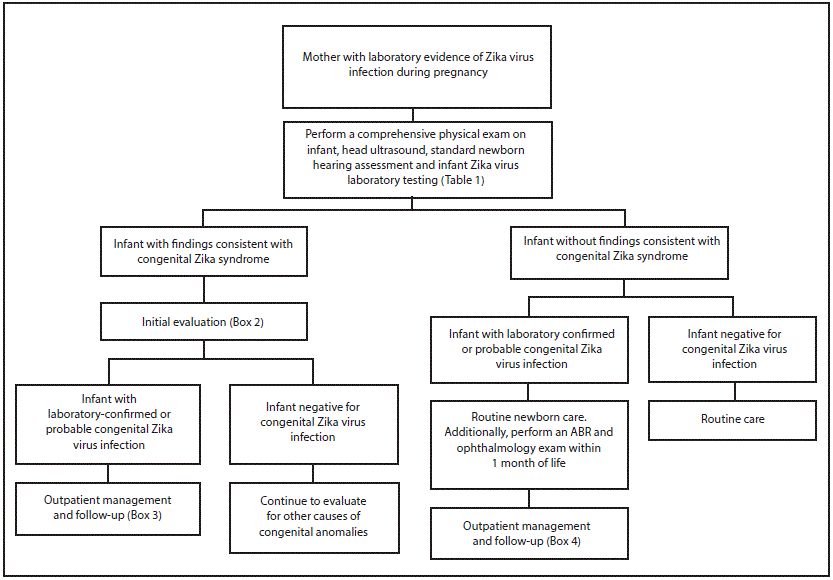 Mother with laboratory evidence of Zika virus
infection during pregnancy
Perform a comprehensive physical exam on
infant, head ultrasound, standard newborn
hearing assessment and infant Zika virus
laboratory testing (Table 1)
Infant with findings consistent with
congenital Zika syndrome
Infant without findings consistent with
congenital Zika syndrome
Initial evaluation (Box 2)
Infant with laboratory confirmed
or probable congenital Zika
virus infection
Infant negative for
congenital Zika virus
infection
Infant with
laboratory-confirmed or
probable congenital Zika
virus infection
Infant negative for
congenital Zika virus
infection
Routine newborn care.
Additionally, perform an ABR and
ophthalmology exam within
1 month of life
Routine care
Outpatient management
and follow-up (Box 3)
Continue to evaluate
for other causes of
congenital anomalies
Outpatient management
and follow-up (Box 4)